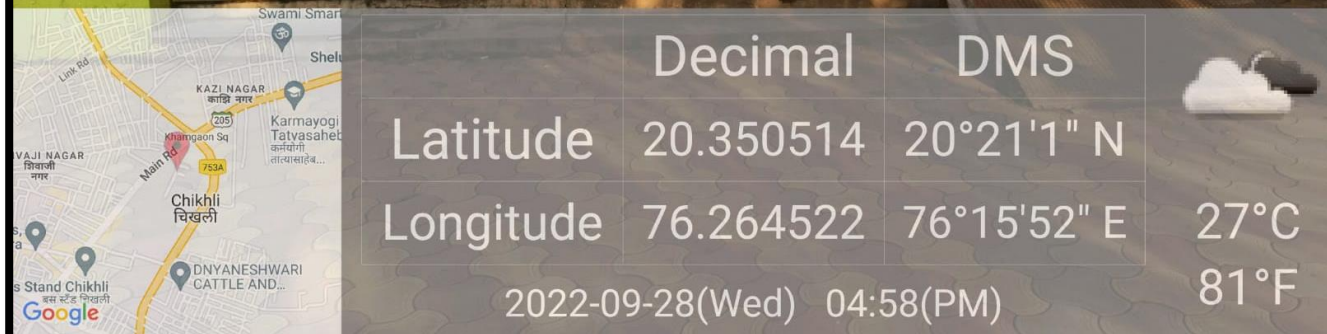 Swami Smar
Shelu
Link Rd
KAZI NAGAR
काझि नगर
205
Karmayogi
Tatyasaheb
कर्मयोगी
तात्यासाहेब...
Khamgaon Sq
Main Rd
753A
IVAJI NAGAR
शिवाजी
नगर
Chikhli
चिखली
DNYANESHWARI
CATTLE AND...
s Stand Chikhli
बस स्टँड चिखली
Google
Decimal DMS
Latitude 20.350514 20°21'1" N
Longitude 76.264522 76°15'52" E
2022-09-28(Wed) 04:58(PM)
27°C
81°F